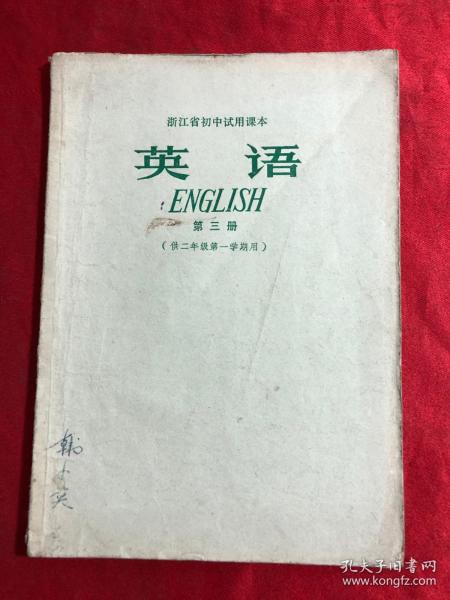 浙江省初中试用课本
英语
ENGLISH
第三册
（供二年级第一学期用）
孔夫子旧书网
www.kongfz.com